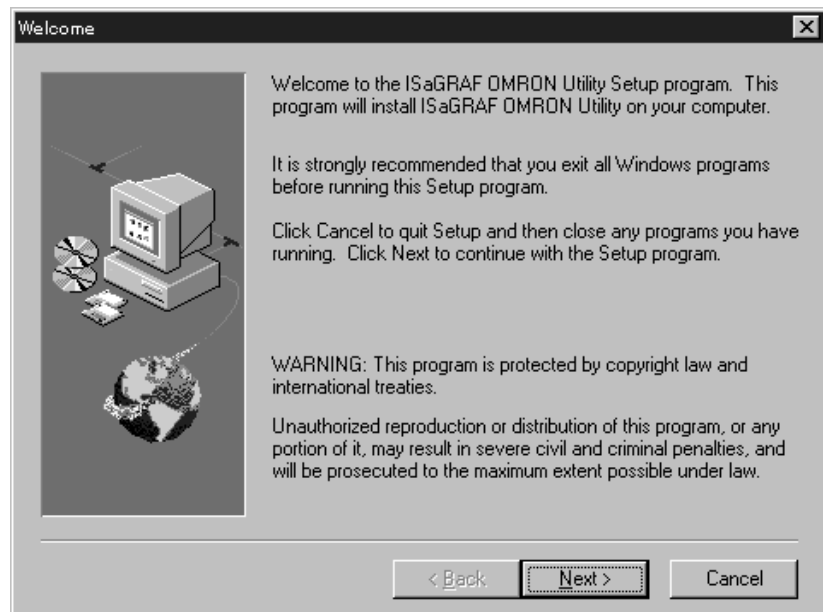 Welcome
Welcome to the ISaGRAF OMRON Utility Setup program. This
program will install ISaGRAF OMRON Utility on your computer.
It is strongly recommended that you exit all Windows programs
before running this Setup program.
Click Cancel to quit Setup and then close any programs you have
running. Click Next to continue with the Setup program.
WARNING: This program is protected by copyright law and
international treaties.
Unauthorized reproduction or distribution of this program, or any
portion of it, may result in severe civil and criminal penalties, and
will be prosecuted to the maximum extent possible under law.
< Back Next > Cancel